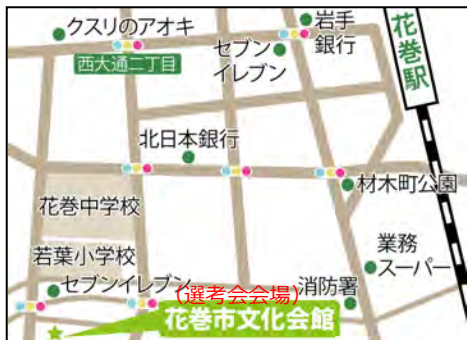 クスリのアオキ
西大通二丁目
セブン
イレブン
岩手
銀行
花巻駅
北日本銀行
材木町公園
花巻中学校
若葉小学校
セブンイレブン
業務
スーパー
消防署
(選考会会場)
花巻市文化会館